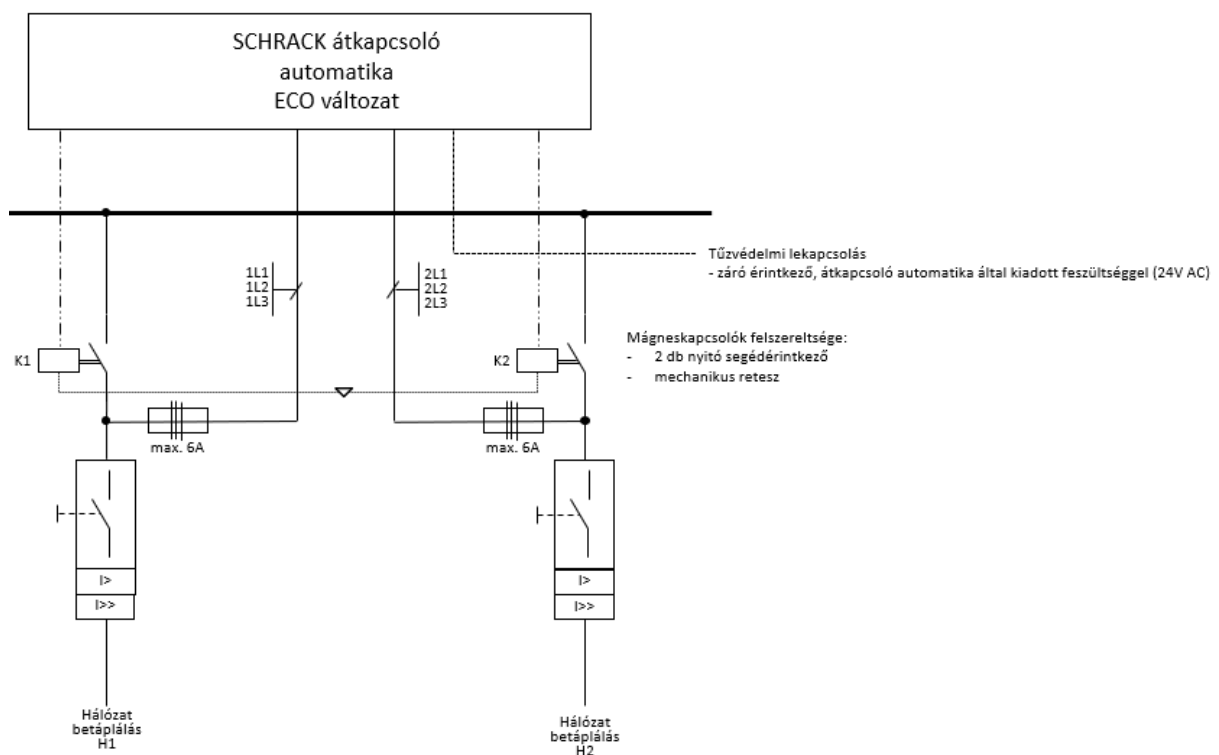 SCHRACK átkapcsoló
automatika
ECO változat
Tűzvédelmi lekapcsolás
- záró érintkező, átkapcsoló automatika által kiadott feszültséggel (24V AC)
1L1
1L2
1L3
2L1
2L2
2L3
Mágneskapcsolók felszereltsége:
- 2 db nyitó segédérintkező
- mechanikus retesz
K1
K2
max. 6A
max. 6A
I>
I>>
I>
I>>
Hálózat
betáplálás
H1
Hálózat
betáplálás
H2